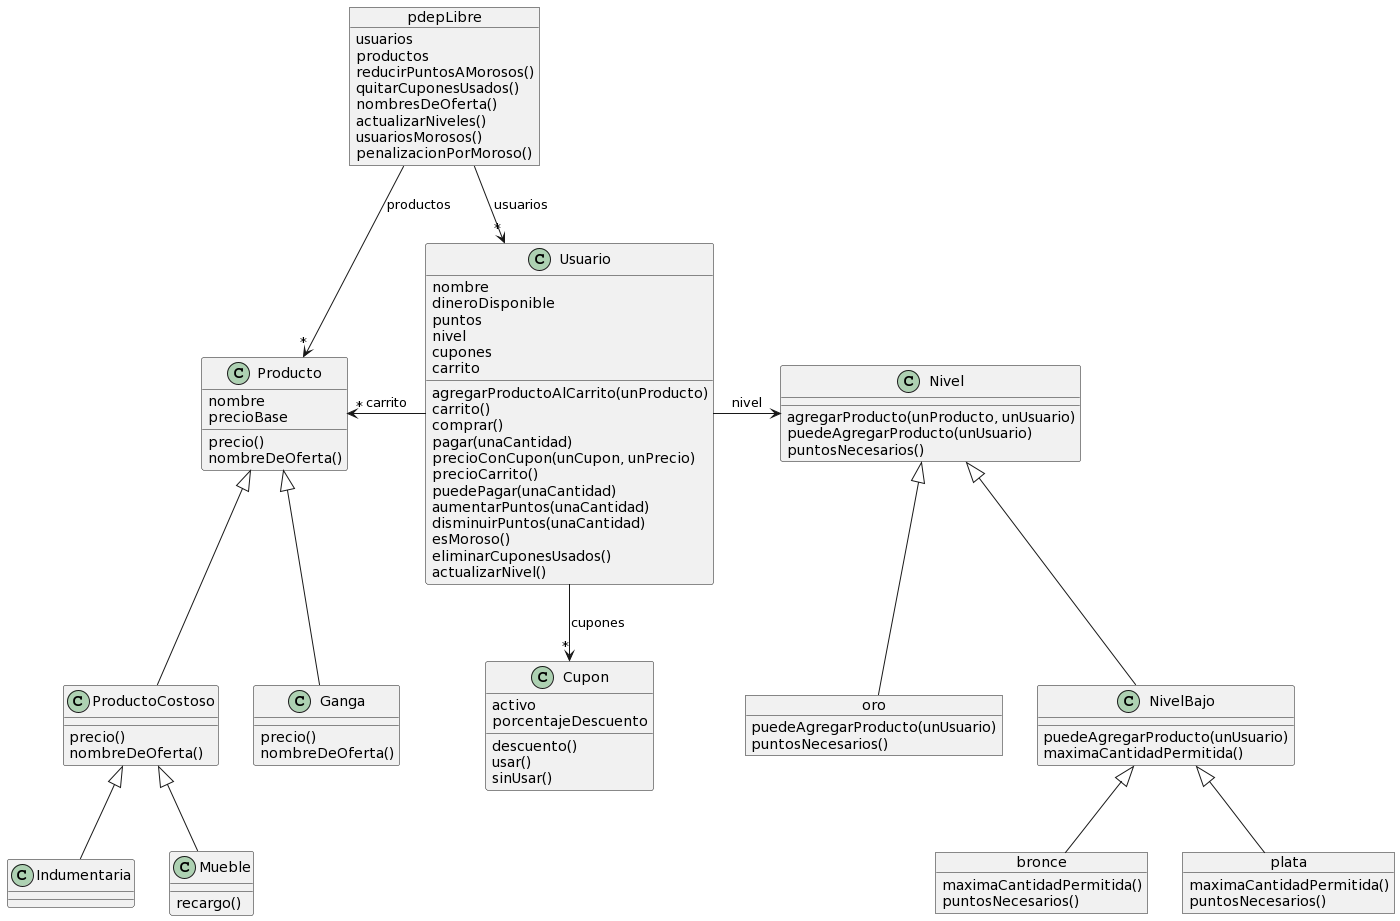 pdepLibre
usuarios
productos
reducirPuntosAMorosos()
quitarCuponesUsados()
nombresDeOferta()
actualizarNiveles()
usuariosMorosos()
penalizacionPorMoroso()
productos
usuarios
*
*
C Usuario
nombre
dineroDisponible
puntos
nivel
cupones
carrito
agregarProductoAlCarrito(unProducto)
carrito()
comprar()
pagar(unaCantidad)
precioConCupon(unCupon, unPrecio)
precioCarrito()
puedePagar(unaCantidad)
aumentarPuntos(unaCantidad)
disminuirPuntos(unaCantidad)
esMoroso()
eliminarCuponesUsados()
actualizarNivel()
C Producto
nombre
precioBase
precio()
nombreDeOferta()
* carrito
nivel
C Nivel
agregarProducto(unProducto, unUsuario)
puedeAgregarProducto(unUsuario)
puntosNecesarios()
cupones
*
C ProductoCostoso
precio()
nombreDeOferta()
C Ganga
precio()
nombreDeOferta()
C Cupon
activo
porcentajeDescuento
descuento()
usar()
sinUsar()
oro
puedeAgregarProducto(unUsuario)
puntosNecesarios()
C NivelBajo
puedeAgregarProducto(unUsuario)
maximaCantidadPermitida()
C Indumentaria
C Mueble
recargo()
bronce
maximaCantidadPermitida()
puntosNecesarios()
plata
maximaCantidadPermitida()
puntosNecesarios()